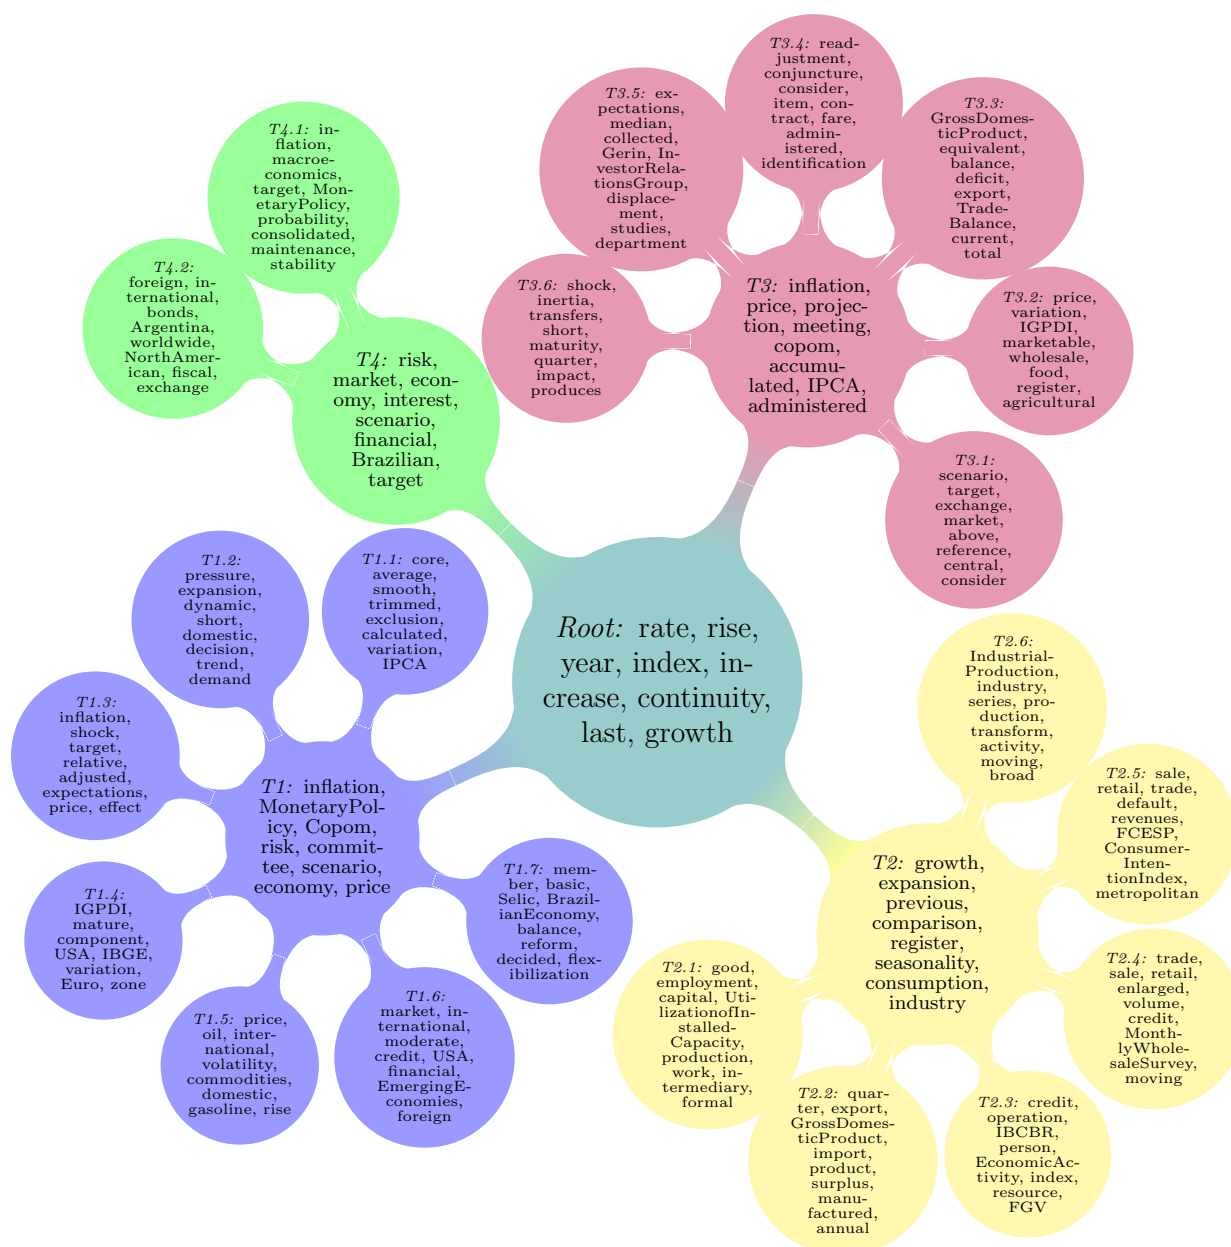 Root: rate, rise,
year, index, in-
crease, continuity,
last, growth
T1: inflation,
MonetaryPol-
icy, Copom,
risk, commit-
tee, scenario,
economy, price
T1.1: core,
average,
smooth,
trimmed,
exclusion,
calculated,
variation,
IPCA
T1.2:
pressure,
expansion,
dynamic,
short,
domestic,
decision,
trend,
demand
T1.3:
inflation,
shock,
target,
relative,
adjusted,
expectations,
price, effect
T1.4:
IGPDI,
mature,
component,
USA, IBGE,
variation,
Euro, zone
T1.5: price,
oil, inter-
national,
volatility,
commodities,
domestic,
gasoline, rise
T1.6:
market, in-
ternational,
moderate,
credit, USA,
financial,
EmergingE-
conomies,
foreign
T1.7: mem-
ber, basic,
Selic, Brazil-
ianEconomy,
balance,
reform,
decided, flex-
ibilization
T2: growth,
expansion,
previous,
comparison,
register,
seasonality,
consumption,
industry
T2.1: good,
employment,
capital, Uti-
lizationofIn-
stalled-
Capacity,
production,
work, in-
termediary,
formal
T2.2: quar-
ter, export,
GrossDomes-
ticProduct,
import,
product,
surplus,
manu-
factured,
annual
T2.3: credit,
operation,
IBCBR,
person,
EconomicAc-
tivity, index,
resource,
FGV
T2.4: trade,
sale, retail,
enlarged,
volume,
credit,
Month-
lyWhole-
saleSurvey,
moving
T2.5: sale,
retail, trade,
default,
revenues,
FCESP,
Consumer-
Inten-
tionIndex,
metropolitan
T2.6:
Industrial-
Production,
industry,
series, pro-
duction,
transform,
activity,
moving,
broad
T3: inflation,
price, projec-
tion, meeting,
copom,
accumu-
lated, IPCA,
administered
T3.1:
scenario,
target,
exchange,
market,
above,
reference,
central,
consider
T3.2: price,
variation,
IGPDI,
marketable,
wholesale,
food,
register,
agricultural
T3.3:
GrossDomes-
ticProduct,
equivalent,
balance,
deficit,
export,
Trade-
Balance,
current,
total
T3.4: read-
justment,
conjuncture,
consider,
item, con-
tract, fare,
admin-
istered,
identification
T3.5: ex-
pectations,
median,
collected,
Gerin, In-
vestorRela-
tionsGroup,
displace-
ment,
studies,
department
T3.6: shock,
inertia,
transfers,
short,
maturity,
quarter,
impact,
produces
T4: risk,
market, econ-
omy, interest,
scenario,
financial,
Brazilian,
target
T4.1: in-
flation,
macroe-
conomics,
target, Mon-
etaryPolicy,
probability,
consolidated,
maintenance,
stability
T4.2:
foreign, in-
ternational,
bonds,
Argentina,
worldwide,
NorthAmer-
ican, fiscal,
exchange